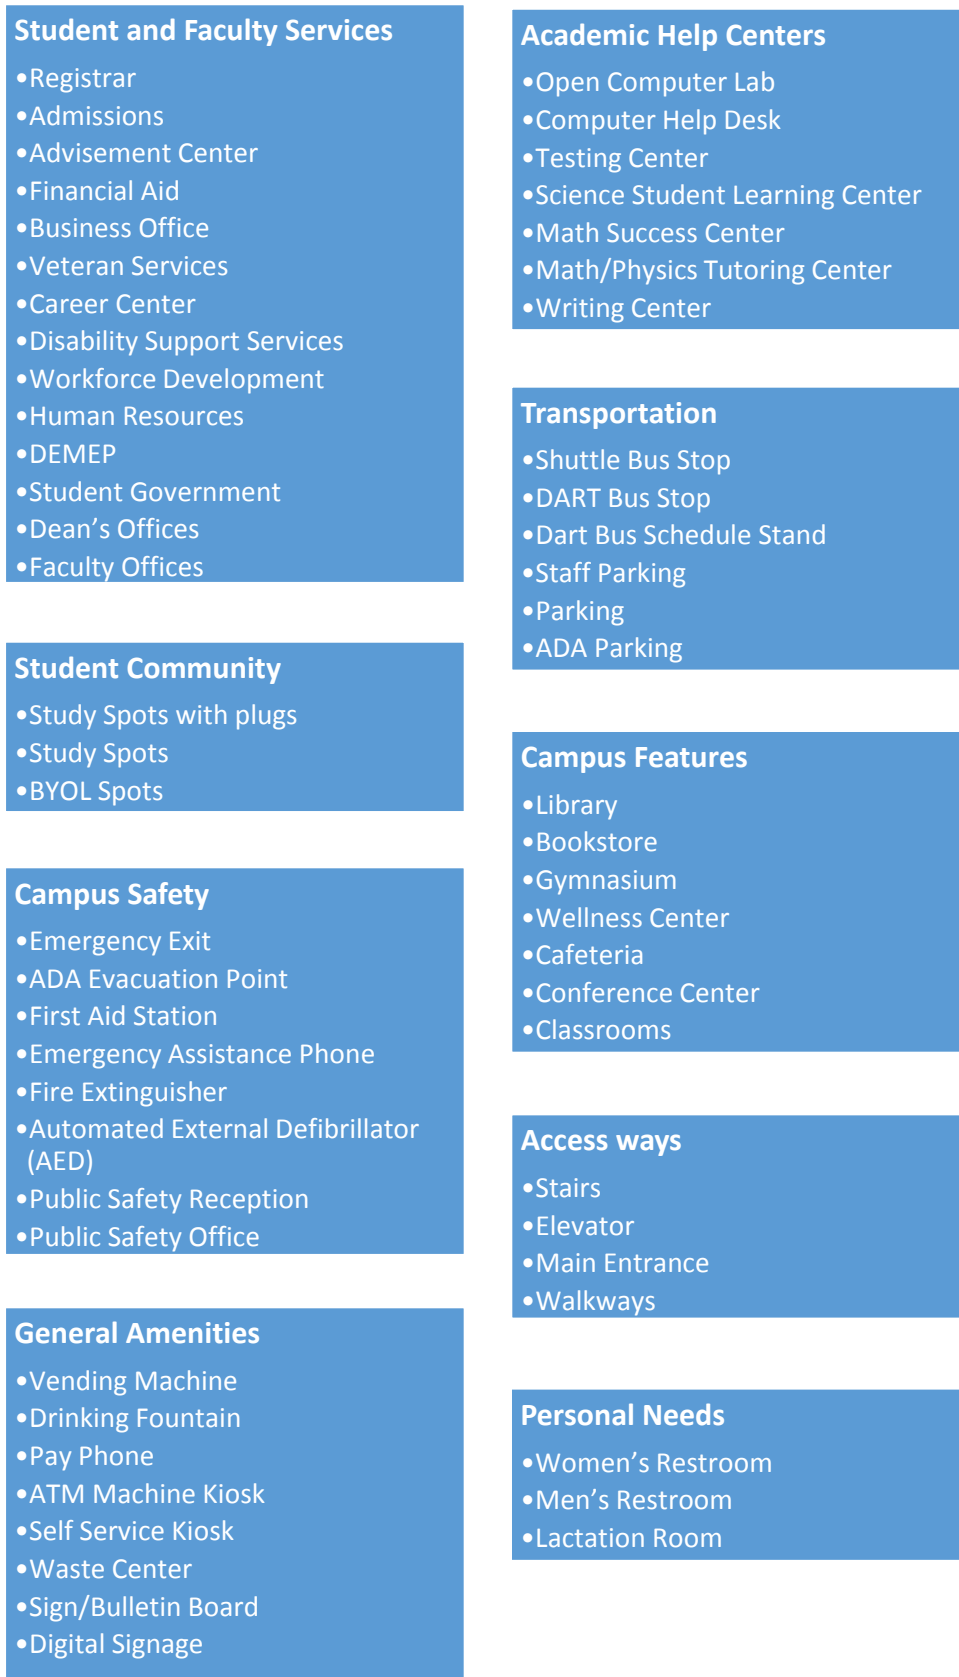 Student and Faculty Services
•Registrar
•Admissions
•Advisement Center
•Financial Aid
•Business Office
•Veteran Services
•Career Center
•Disability Support Services
•Workforce Development
•Human Resources
•DEMEP
•Student Government
•Dean’s Offices
•Faculty Offices
Student Community
•Study Spots with plugs
•Study Spots
•BYOL Spots
Campus Safety
•Emergency Exit
•ADA Evacuation Point
•First Aid Station
•Emergency Assistance Phone
•Fire Extinguisher
•Automated External Defibrillator
(AED)
•Public Safety Reception
•Public Safety Office
General Amenities
•Vending Machine
•Drinking Fountain
•Pay Phone
•ATM Machine Kiosk
•Self Service Kiosk
•Waste Center
•Sign/Bulletin Board
•Digital Signage
Academic Help Centers
•Open Computer Lab
•Computer Help Desk
•Testing Center
•Science Student Learning Center
•Math Success Center
•Math/Physics Tutoring Center
•Writing Center
Transportation
•Shuttle Bus Stop
•DART Bus Stop
•Dart Bus Schedule Stand
•Staff Parking
•Parking
•ADA Parking
Campus Features
•Library
•Bookstore
•Gymnasium
•Wellness Center
•Cafeteria
•Conference Center
•Classrooms
Access ways
•Stairs
•Elevator
•Main Entrance
•Walkways
Personal Needs
•Women’s Restroom
•Men’s Restroom
•Lactation Room